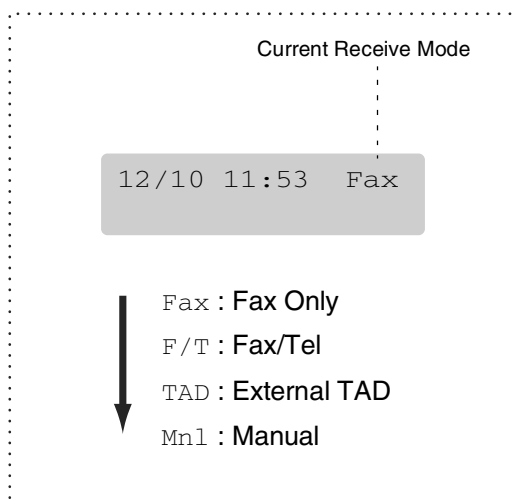 Current Receive Mode
12/10 11:53 Fax
Fax : Fax Only
F/T : Fax/Tel
TAD : External TAD
Mnl : Manual